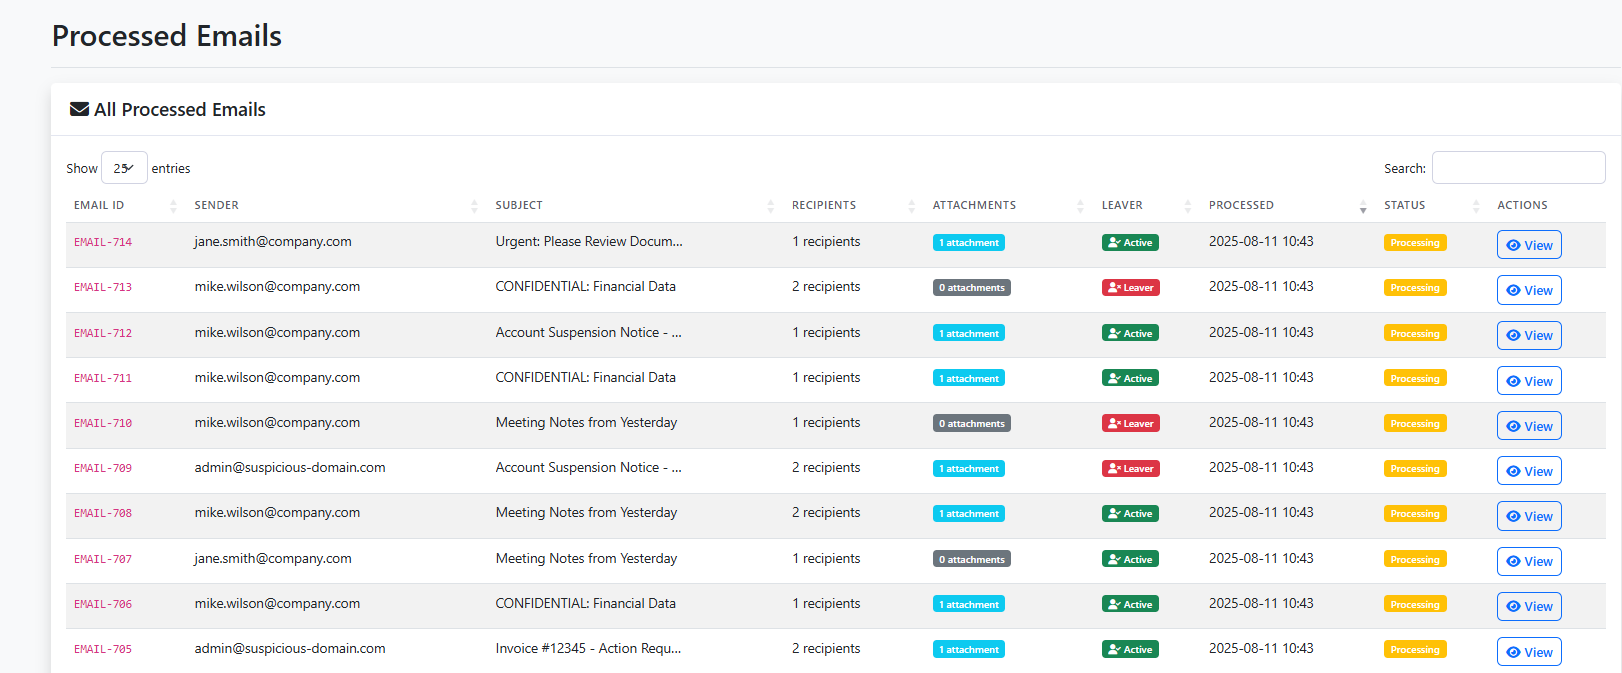 Processed Emails
All Processed Emails
Show 25 entries Search:
EMAIL ID SENDER SUBJECT RECIPIENTS ATTACHMENTS LEAVER PROCESSED STATUS ACTIONS
EMAIL-714 jane.smith@company.com Urgent: Please Review Docum... 1 recipients 1 attachment Active 2025-08-11 10:43 Processing View
EMAIL-713 mike.wilson@company.com CONFIDENTIAL: Financial Data 2 recipients 0 attachments Leaver 2025-08-11 10:43 Processing View
EMAIL-712 mike.wilson@company.com Account Suspension Notice - ... 1 recipients 1 attachment Active 2025-08-11 10:43 Processing View
EMAIL-711 mike.wilson@company.com CONFIDENTIAL: Financial Data 1 recipients 1 attachment Active 2025-08-11 10:43 Processing View
EMAIL-710 mike.wilson@company.com Meeting Notes from Yesterday 1 recipients 0 attachments Leaver 2025-08-11 10:43 Processing View
EMAIL-709 admin@suspicious-domain.com Account Suspension Notice - ... 2 recipients 1 attachment Leaver 2025-08-11 10:43 Processing View
EMAIL-708 mike.wilson@company.com Meeting Notes from Yesterday 2 recipients 1 attachment Active 2025-08-11 10:43 Processing View
EMAIL-707 jane.smith@company.com Meeting Notes from Yesterday 1 recipients 0 attachments Active 2025-08-11 10:43 Processing View
EMAIL-706 mike.wilson@company.com CONFIDENTIAL: Financial Data 1 recipients 1 attachment Active 2025-08-11 10:43 Processing View
EMAIL-705 admin@suspicious-domain.com Invoice #12345 - Action Requ... 2 recipients 1 attachment Active 2025-08-11 10:43 Processing View